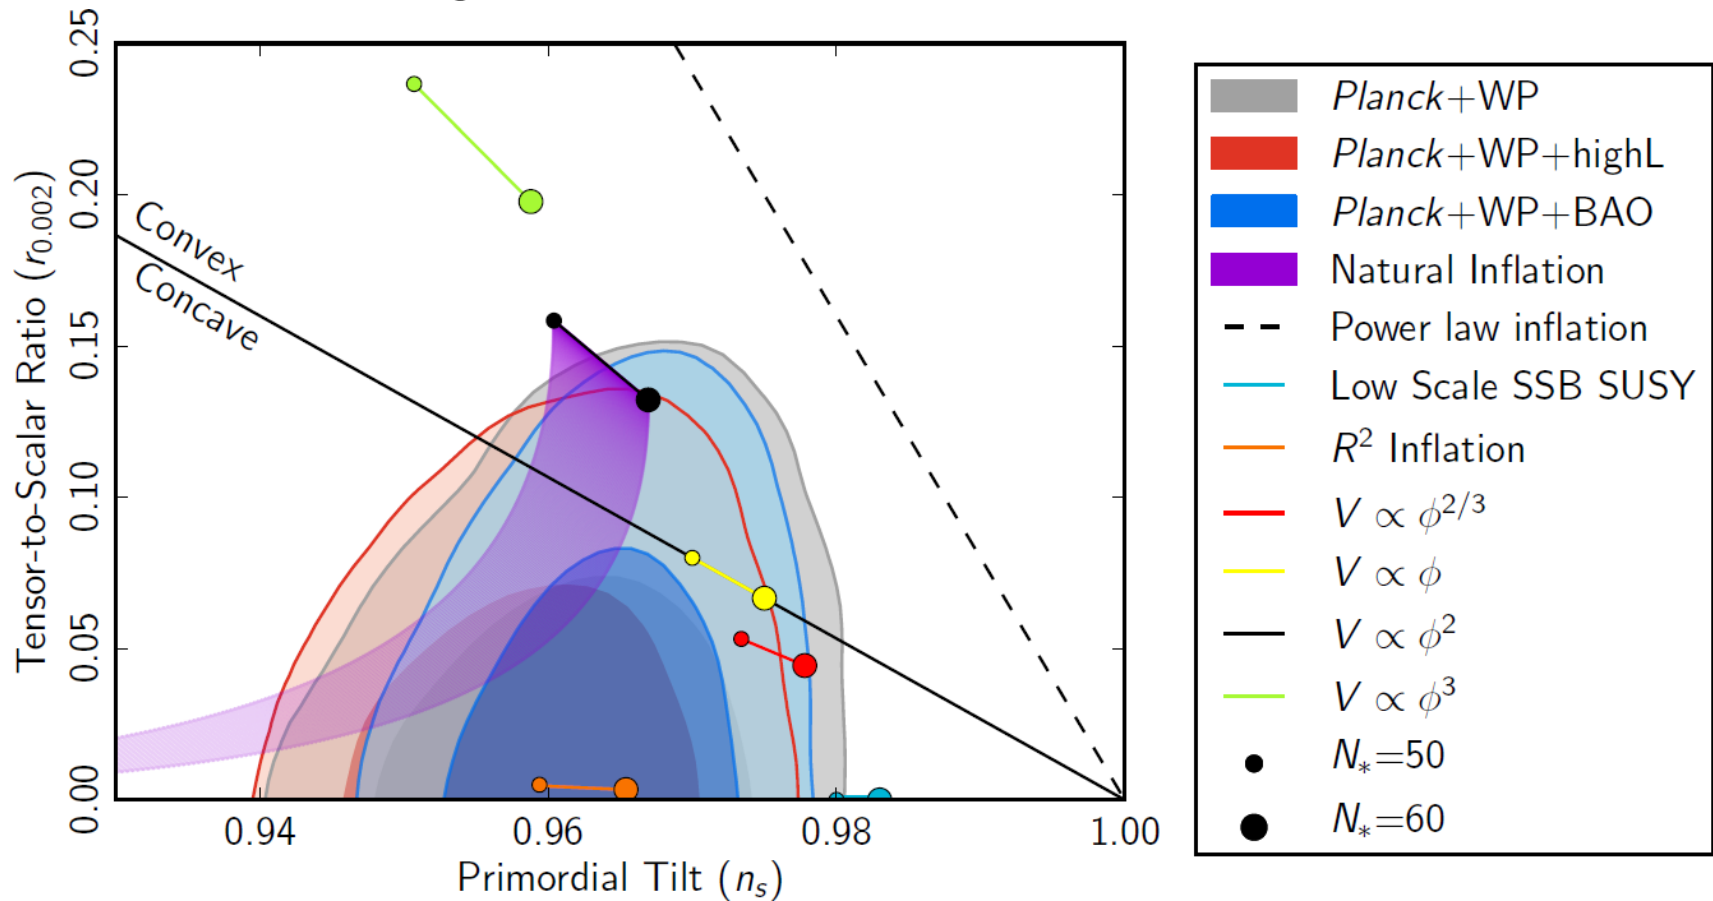 Tensor-to-Scalar Ratio (r0.002)
0.25
0.20
0.15
0.10
0.05
0.00
Convex
Concave
0.94
0.96
0.98
1.00
Primordial Tilt (ns)
Planck+WP
Planck+WP+highL
Planck+WP+BAO
Natural Inflation
Power law inflation
Low Scale SSB SUSY
R² Inflation
V ∝ ϕ^2/3
V ∝ ϕ
V ∝ ϕ²
V ∝ ϕ³
N*=50
N*=60